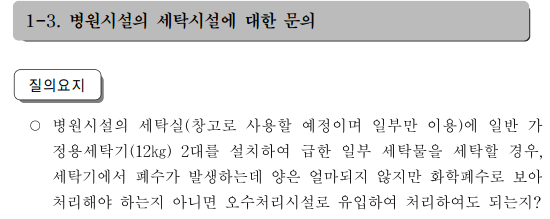 1-3. 병원시설의 세탁시설에 대한 문의
질의요지
○ 병원시설의 세탁실(창고로 사용할 예정이며 일부만 이용)에 일반 가
정용세탁기(12kg) 2대를 설치하여 급한 일부 세탁물을 세탁할 경우,
세탁기에서 폐수가 발생하는데 양은 얼마되지 않지만 화학폐수로 보아
처리해야 하는지 아니면 오수처리시설로 유입하여 처리하여도 되는지?